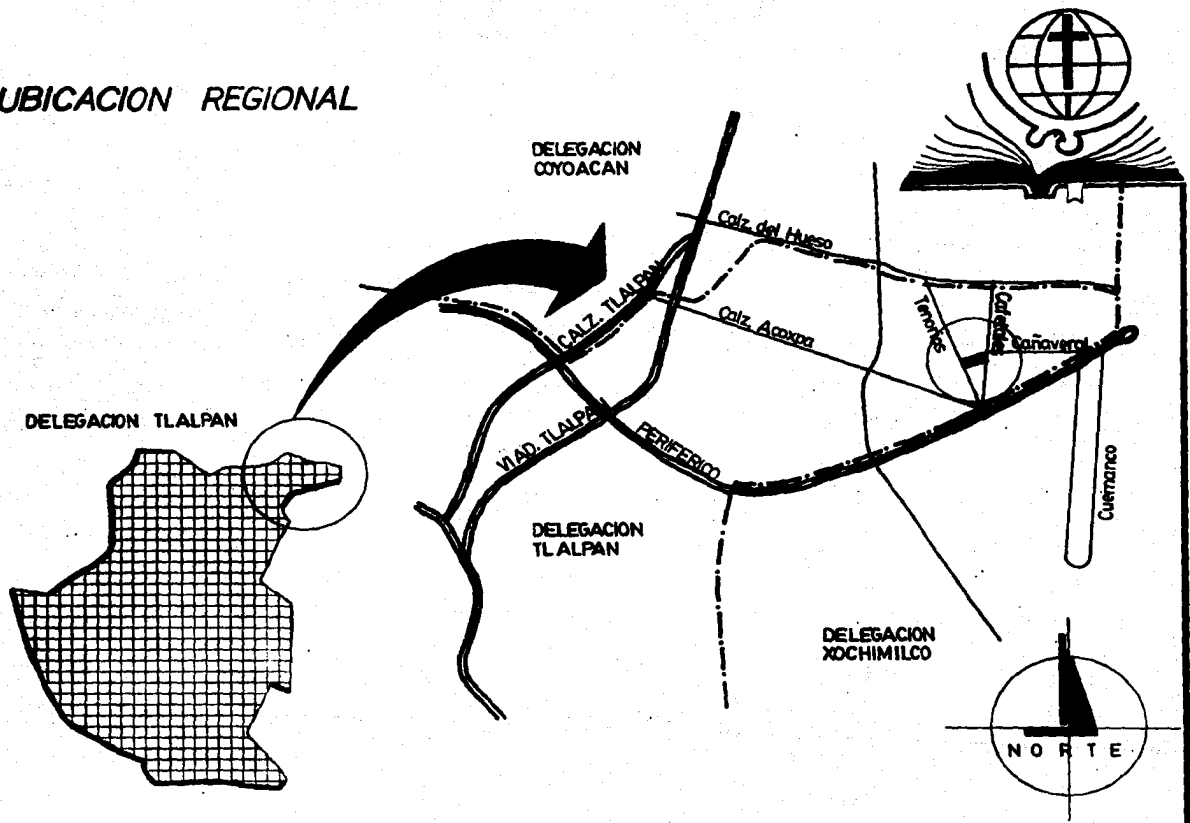 UBICACION REGIONAL
DELEGACION
COYOACAN
Calz. del Hueso
CALZ. TLALPAN
Calz. Acoxpa
Tenorios
Cafetales
Cañaveral
DELEGACION TLALPAN
VIAD. TLALPAN
PERIFERICO
Cuemanco
DELEGACION
TLALPAN
DELEGACION
XOCHIMILCO
NORTE